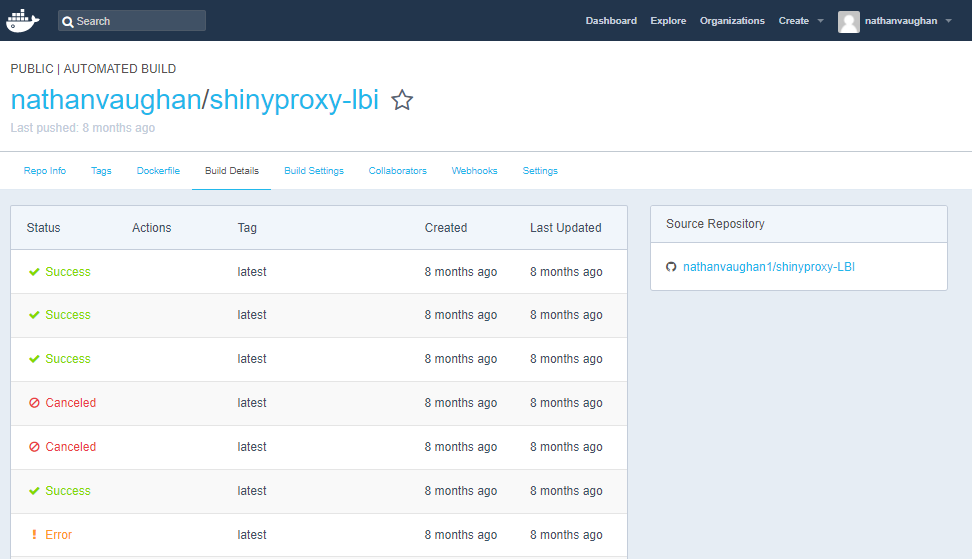 Search Dashboard Explore Organizations Create nathanvaughan
PUBLIC | AUTOMATED BUILD
nathanvaughan/shinyproxy-lbi
Last pushed: 8 months ago
Repo Info Tags Dockerfile Build Details Build Settings Collaborators Webhooks Settings
Status Actions Tag Created Last Updated
Success latest 8 months ago 8 months ago
Success latest 8 months ago 8 months ago
Success latest 8 months ago 8 months ago
Canceled latest 8 months ago 8 months ago
Canceled latest 8 months ago 8 months ago
Success latest 8 months ago 8 months ago
Error latest 8 months ago 8 months ago
Source Repository
nathanvaughan1/shinyproxy-LBI